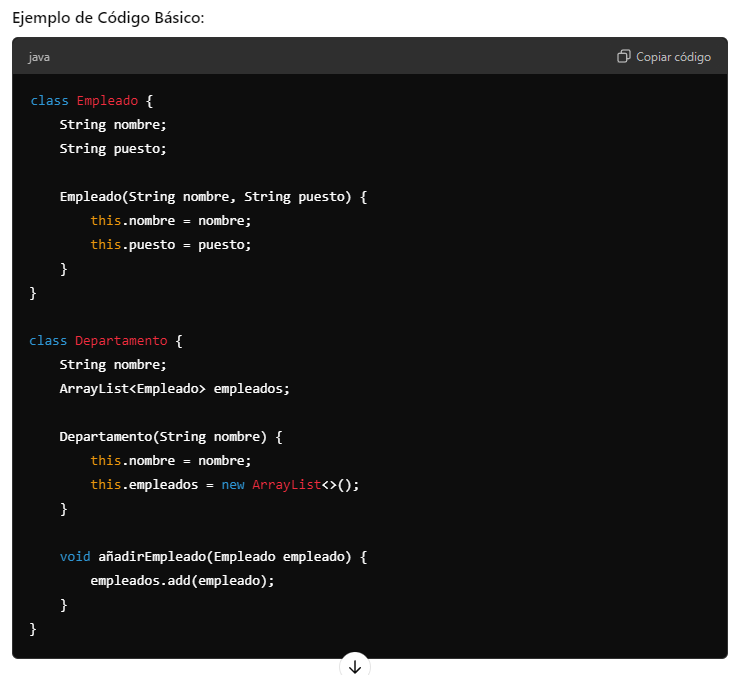 Ejemplo de Código Básico:
java
Copiar código
class Empleado {
    String nombre;
    String puesto;

    Empleado(String nombre, String puesto) {
        this.nombre = nombre;
        this.puesto = puesto;
    }
}

class Departamento {
    String nombre;
    ArrayList<Empleado> empleados;

    Departamento(String nombre) {
        this.nombre = nombre;
        this.empleados = new ArrayList<>();
    }

    void añadirEmpleado(Empleado empleado) {
        empleados.add(empleado);
    }
}